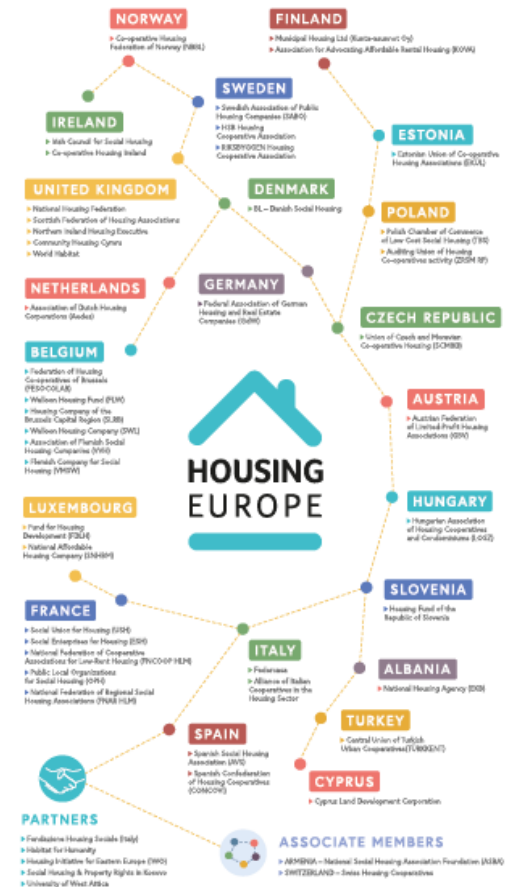 NORWAY
Co-operative Housing
Federation of Norway (NBBL)
FINLAND
Municipal Housing Ltd (Kunta-asunnot Oy)
Association for Advocating Affordable Rental Housing (KOVA)
SWEDEN
Swedish Association of Public
Housing Companies (SABO)
HSB Housing
Cooperative Association
RIKSBYGGEN Housing
Cooperative Association
IRELAND
Irish Council for Social Housing
Co-operative Housing Ireland
ESTONIA
Estonian Union of Co-operative
Housing Associations (EKÜL)
UNITED KINGDOM
National Housing Federation
Scottish Federation of Housing Associations
Northern Ireland Housing Executive
Community Housing Cymru
World Habitat
DENMARK
BL – Danish Social Housing
POLAND
Polish Chamber of Commerce
of Low Cost Social Housing (TBS)
Auditing Union of Housing
Co-operatives activity (ZRSM RP)
NETHERLANDS
Association of Dutch Housing
Corporations (Aedes)
GERMANY
Federal Association of German
Housing and Real Estate
Companies (GdW)
CZECH REPUBLIC
Union of Czech and Moravian
Co-operative Housing (SCMBD)
BELGIUM
Federation of Housing
Co-operatives of Brussels
(FESOCOLAB)
Walloon Housing Fund (FLW)
Housing Company of the
Brussels Capital Region (SLRB)
Walloon Housing Company (SWL)
Association of Flemish Social
Housing Companies (VVH)
Flemish Company for Social
Housing (VMSW)
AUSTRIA
Austrian Federation
of Limited-Profit Housing
Associations (GBV)
HOUSING
EUROPE
LUXEMBOURG
Fund for Housing
Development (FDLH)
National Affordable
Housing Company (SNHBM)
HUNGARY
Hungarian Association
of Housing Cooperatives
and Condominiums (LOSZ)
FRANCE
Social Union for Housing (USH)
Social Enterprises for Housing (ESH)
National Federation of Cooperative
Associations for Low-Rent Housing (FNCOOP HLM)
Public Local Organizations
for Social Housing (OPH)
National Federation of Regional Social
Housing Associations (FNAR HLM)
SLOVENIA
Housing Fund of the
Republic of Slovenia
ITALY
Federcasa
Alliance of Italian
Cooperatives in the
Housing Sector
ALBANIA
National Housing Agency (EKB)
SPAIN
Spanish Social Housing
Association (AVS)
Spanish Confederation
of Housing Cooperatives
(CONCOVI)
TURKEY
Central Union of Turkish
Urban Cooperatives(TURKKENT)
CYPRUS
Cyprus Land Development Corporation
PARTNERS
Fondazione Housing Sociale (Italy)
Habitat for Humanity
Housing Initiative for Eastern Europe (IWO)
Social Housing & Property Rights in Kosovo
University of West Attica
ASSOCIATE MEMBERS
ARMENIA – National Social Housing Association Foundation (ASBA)
SWITZERLAND – Swiss Housing Cooperatives